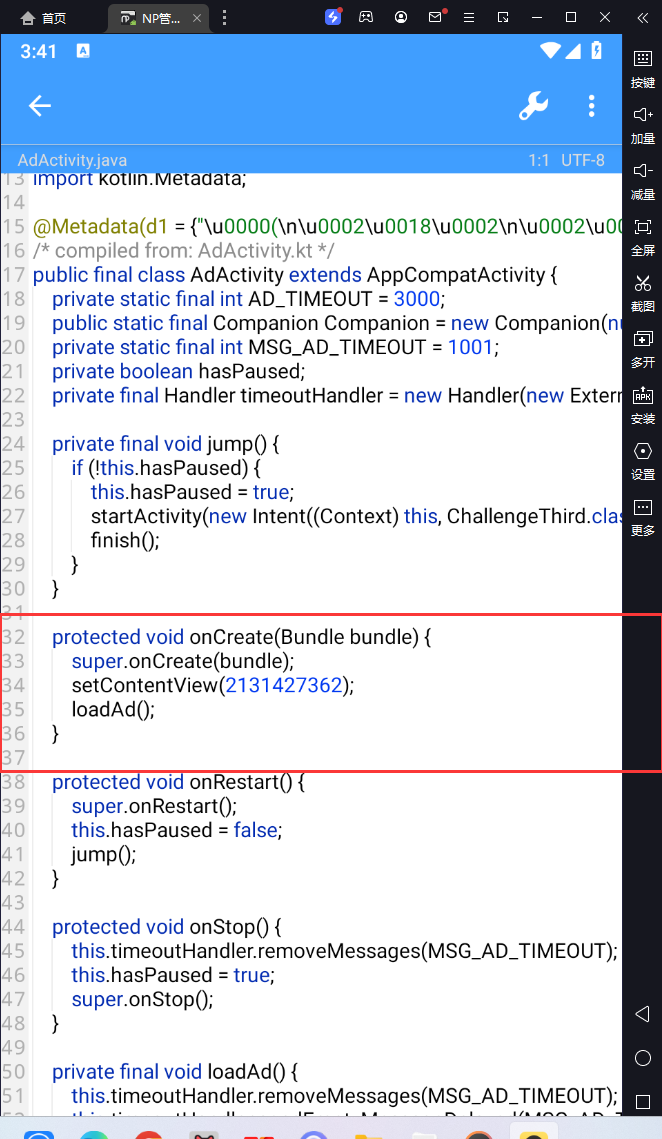 首页
NP管...
3:41
A
按键
加量
减量
全屏
截图
多开
APK
安装
设置
更多
AdActivity.java 1:1 UTF-8
13 import kotlin.Metadata;
14
15 @Metadata(d1 = {"\u0000(\n\u0002\u0018\u0002\n\u0002\u00
16 /* compiled from: AdActivity.kt */
17 public final class AdActivity extends AppCompatActivity {
18 private static final int AD_TIMEOUT = 3000;
19 public static final Companion Companion = new Companion(nu
20 private static final int MSG_AD_TIMEOUT = 1001;
21 private boolean hasPaused;
22 private final Handler timeoutHandler = new Handler(new Extern
23
24 private final void jump() {
25 if (!this.hasPaused) {
26 this.hasPaused = true;
27 startActivity(new Intent((Context) this, ChallengeThird.clas
28 finish();
29 }
30 }
31
32 protected void onCreate(Bundle bundle) {
33 super.onCreate(bundle);
34 setContentView(2131427362);
35 loadAd();
36 }
37
38 protected void onRestart() {
39 super.onRestart();
40 this.hasPaused = false;
41 jump();
42 }
43
44 protected void onStop() {
45 this.timeoutHandler.removeMessages(MSG_AD_TIMEOUT);
46 this.hasPaused = true;
47 super.onStop();
48 }
49
50 private final void loadAd() {
51 this.timeoutHandler.removeMessages(MSG_AD_TIMEOUT);